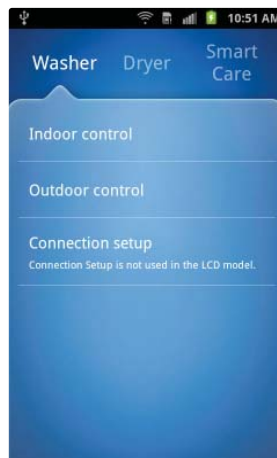 10:51 AM
Washer
Dryer
Smart
Care
Indoor control
Outdoor control
Connection setup
Connection Setup is not used in the LCD model.